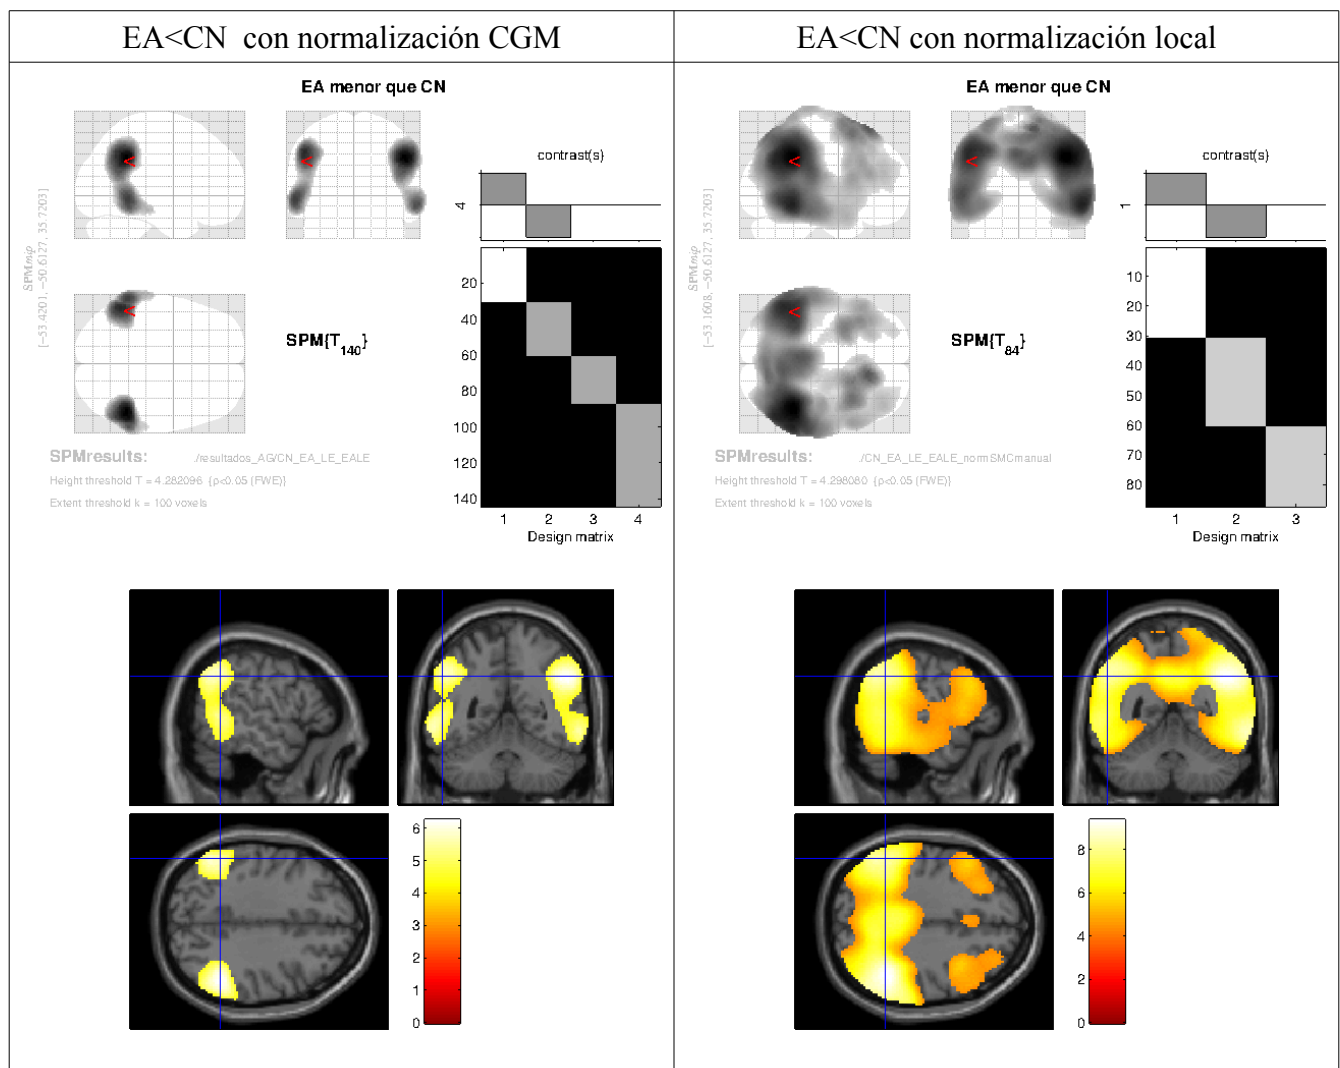 EA<CN con normalización CGM
EA<CN con normalización local
EA menor que CN
contrast(s)
4
SPMmip
[-53.4201, -50.6127, 35.7203]
20
40
60
80
100
120
140
1 2 3 4
Design matrix
SPM{T140}
SPMresults: ./resultados_AG/CN_EA_LE_EALE
Height threshold T = 4.282096 {p<0.05 (FWE)}
Extent threshold k = 100 voxels
6
5
4
3
2
1
0
EA menor que CN
contrast(s)
1
SPMmip
[-53.1608, -50.6127, 35.7203]
10
20
30
40
50
60
70
80
1 2 3
Design matrix
SPM{T84}
SPMresults: ./CN_EA_LE_EALE_normSMCmanual
Height threshold T = 4.298080 {p<0.05 (FWE)}
Extent threshold k = 100 voxels
8
6
4
2
0